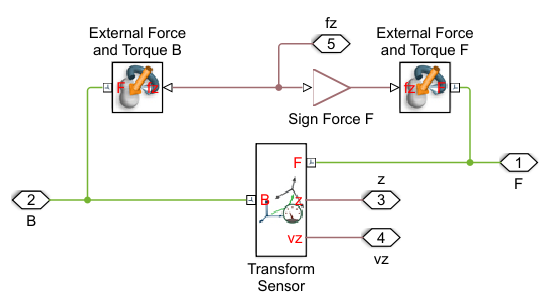 External Force
and Torque B
fz
5
External Force
and Torque F
F
fz
fz
F
Sign Force F
F
1
F
2
B
B
z
z
3
vz
4
vz
Transform
Sensor